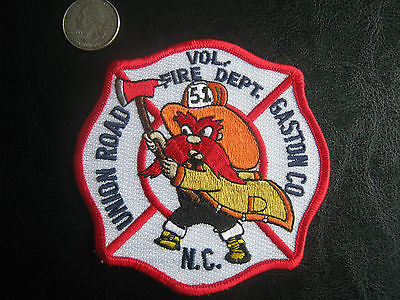 VOL.
FIRE DEPT.
51
UNION ROAD
GASTON CO
N.C.